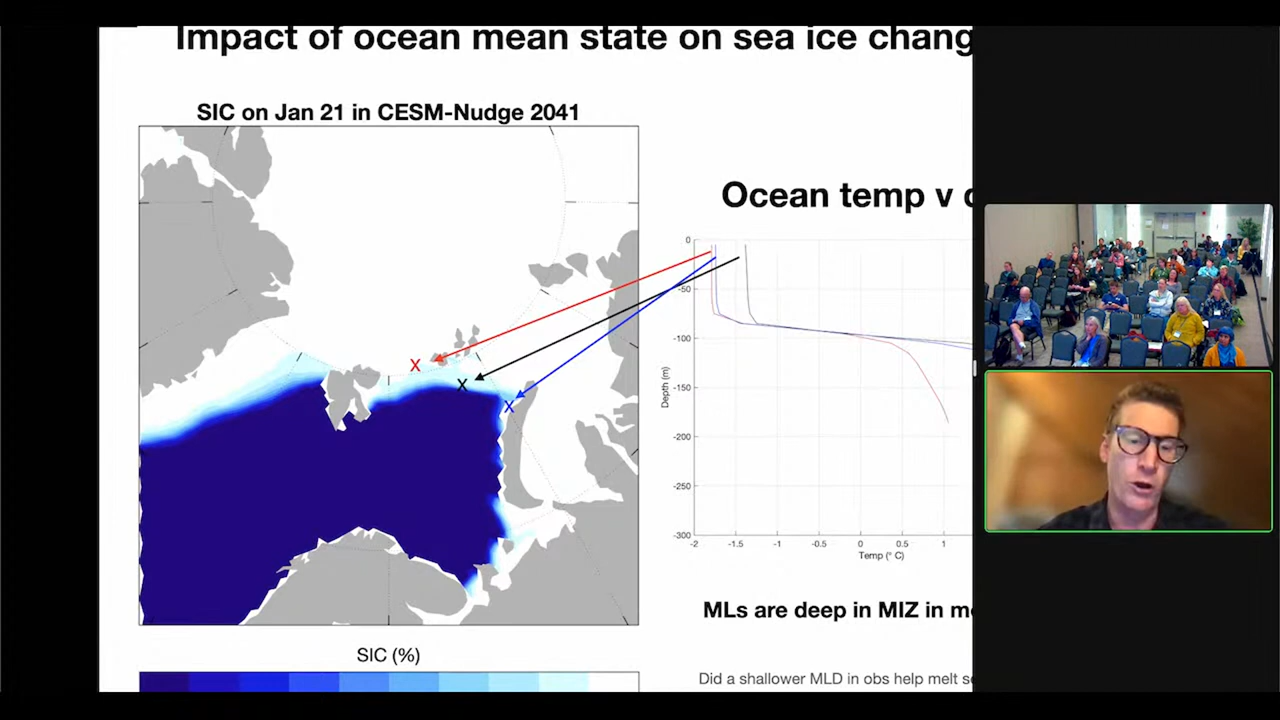 Impact of ocean mean state on sea ice chang
SIC on Jan 21 in CESM-Nudge 2041
Ocean temp v
0
-50
-100
-150
-200
-250
-300
Depth (m)
-2 -1.5 -1 -0.5 0 0.5 1
Temp (° C)
X
X
X
MLs are deep in MIZ in m
SIC (%)
Did a shallower MLD in obs help melt s